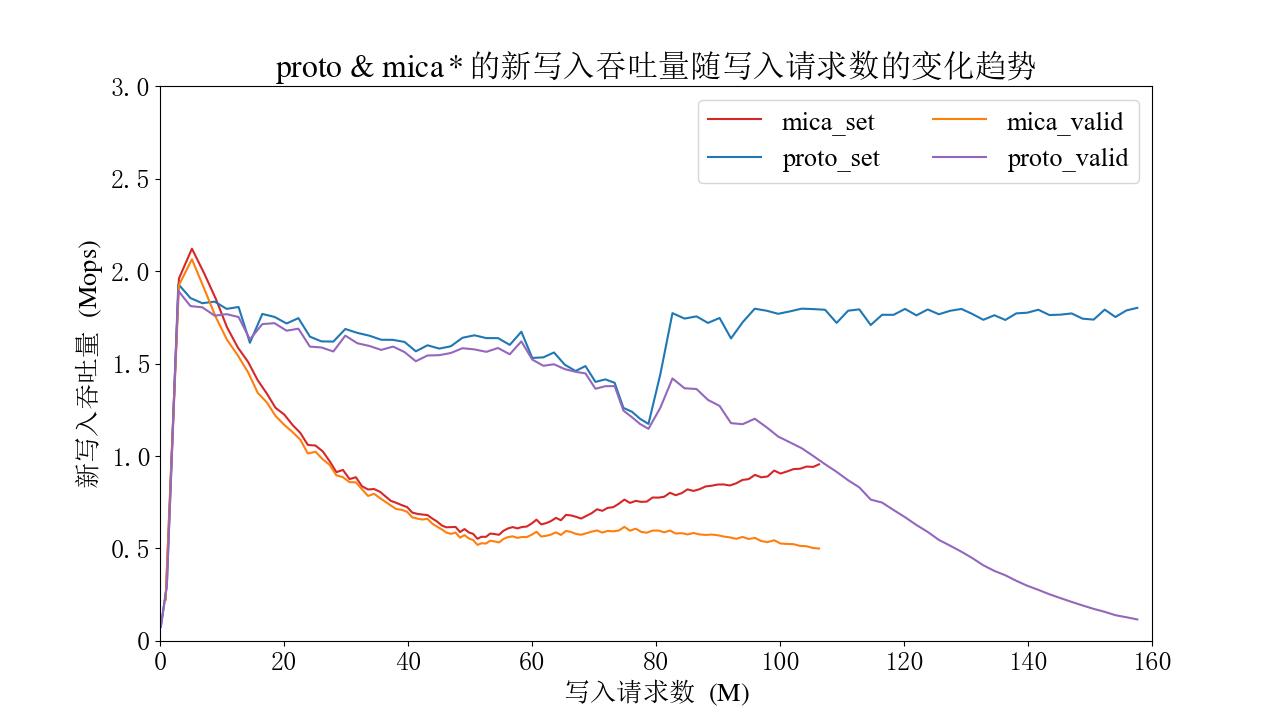 proto & mica * 的新写入吞吐量随写入请求数的变化趋势
mica_set
mica_valid
proto_set
proto_valid
新写入吞吐量 (Mops)
3.0
2.5
2.0
1.5
1.0
0.5
0
0 20 40 60 80 100 120 140 160
写入请求数 (M)